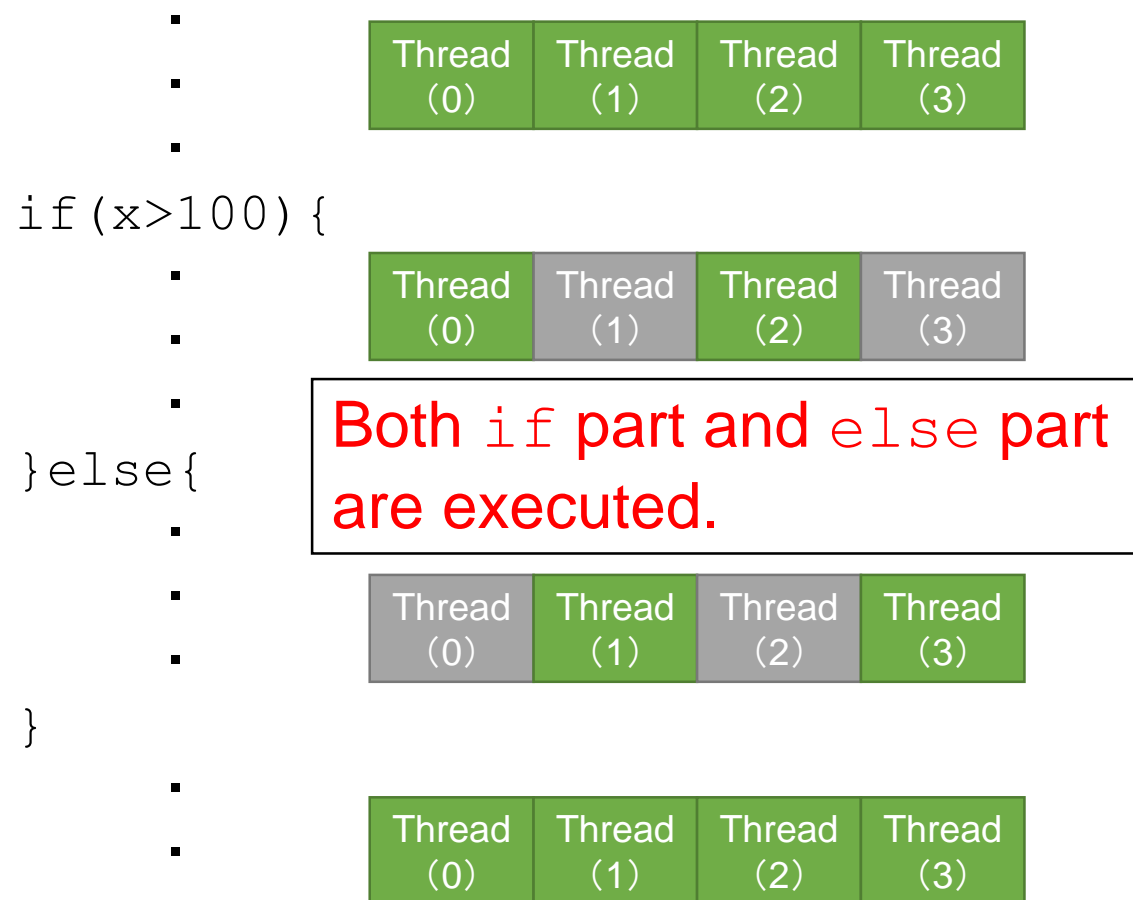 Thread Thread Thread Thread
（0） （1） （2） （3）
if(x>100){
Thread Thread Thread Thread
（0） （1） （2） （3）
Both if part and else part
}else{
are executed.
Thread Thread Thread Thread
（0） （1） （2） （3）
}
Thread Thread Thread Thread
（0） （1） （2） （3）